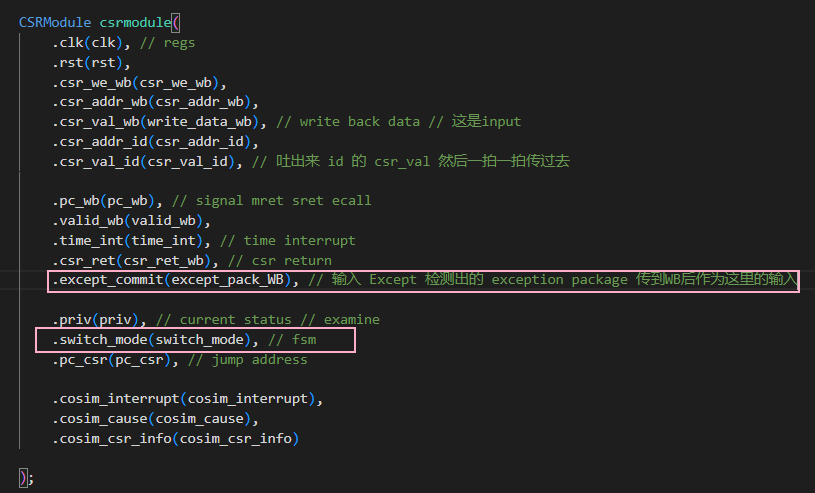 CSRModule csrmodule(
.clk(clk), // regs
.rst(rst),
.csr_we_wb(csr_we_wb),
.csr_addr_wb(csr_addr_wb),
.csr_val_wb(write_data_wb), // write back data // 这是input
.csr_addr_id(csr_addr_id),
.csr_val_id(csr_val_id), // 吐出来 id 的 csr_val 然后一拍一拍传过去
.pc_wb(pc_wb), // signal mret sret ecall
.valid_wb(valid_wb),
.time_int(time_int), // time interrupt
.csr_ret(csr_ret_wb), // csr return
.except_commit(except_pack_WB), // 输入 Except 检测出的 exception package 传到WB后作为这里的输入
.priv(priv), // current status // examine
.switch_mode(switch_mode), // fsm
.pc_csr(pc_csr), // jump address
.cosim_interrupt(cosim_interrupt),
.cosim_cause(cosim_cause),
.cosim_csr_info(cosim_csr_info)
);